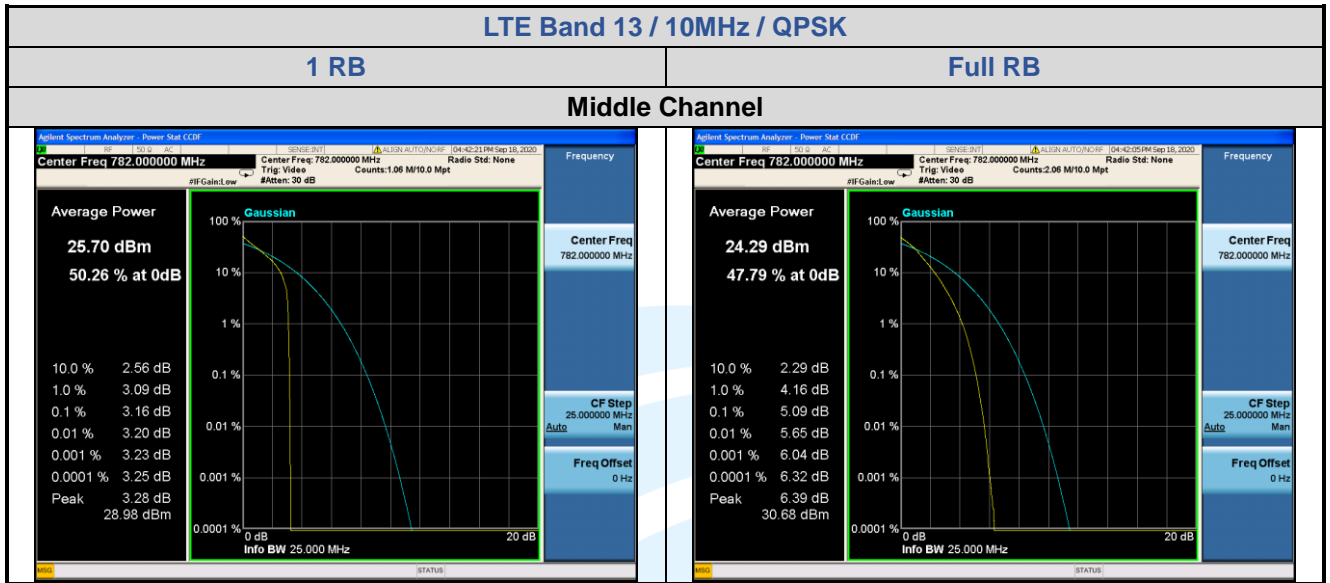 LTE Band 13 / 10MHz / QPSK
1 RB
Full RB
Middle Channel
Agilent Spectrum Analyzer - Power Stat CCDF
RF 50 Ω AC SENSE:INT ALIGN AUTO/NORF 04:42:21 PM Sep 18, 2020
Center Freq 782.000000 MHz
Center Freq: 782.000000 MHz Radio Std: None
Trig: Video Counts:1.06 M/10.0 Mpt
#IFGain:Low #Atten: 30 dB
Frequency
Average Power
25.70 dBm
50.26 % at 0dB
10.0 % 2.56 dB
1.0 % 3.09 dB
0.1 % 3.16 dB
0.01 % 3.20 dB
0.001 % 3.23 dB
0.0001 % 3.25 dB
Peak 3.28 dB
28.98 dBm
Gaussian
100 %
10 %
1 %
0.1 %
0.01 %
0.001 %
0.0001 %
0 dB 20 dB
Info BW 25.000 MHz
Center Freq
782.000000 MHz
CF Step
25.000000 MHz
Auto Man
Freq Offset
0 Hz
MSG STATUS
Agilent Spectrum Analyzer - Power Stat CCDF
RF 50 Ω AC SENSE:INT ALIGN AUTO/NORF 04:42:05 PM Sep 18, 2020
Center Freq 782.000000 MHz
Center Freq: 782.000000 MHz Radio Std: None
Trig: Video Counts:2.06 M/10.0 Mpt
#IFGain:Low #Atten: 30 dB
Frequency
Average Power
24.29 dBm
47.79 % at 0dB
10.0 % 2.29 dB
1.0 % 4.16 dB
0.1 % 5.09 dB
0.01 % 5.65 dB
0.001 % 6.04 dB
0.0001 % 6.32 dB
Peak 6.39 dB
30.68 dBm
Gaussian
100 %
10 %
1 %
0.1 %
0.01 %
0.001 %
0.0001 %
0 dB 20 dB
Info BW 25.000 MHz
Center Freq
782.000000 MHz
CF Step
25.000000 MHz
Auto Man
Freq Offset
0 Hz
MSG STATUS